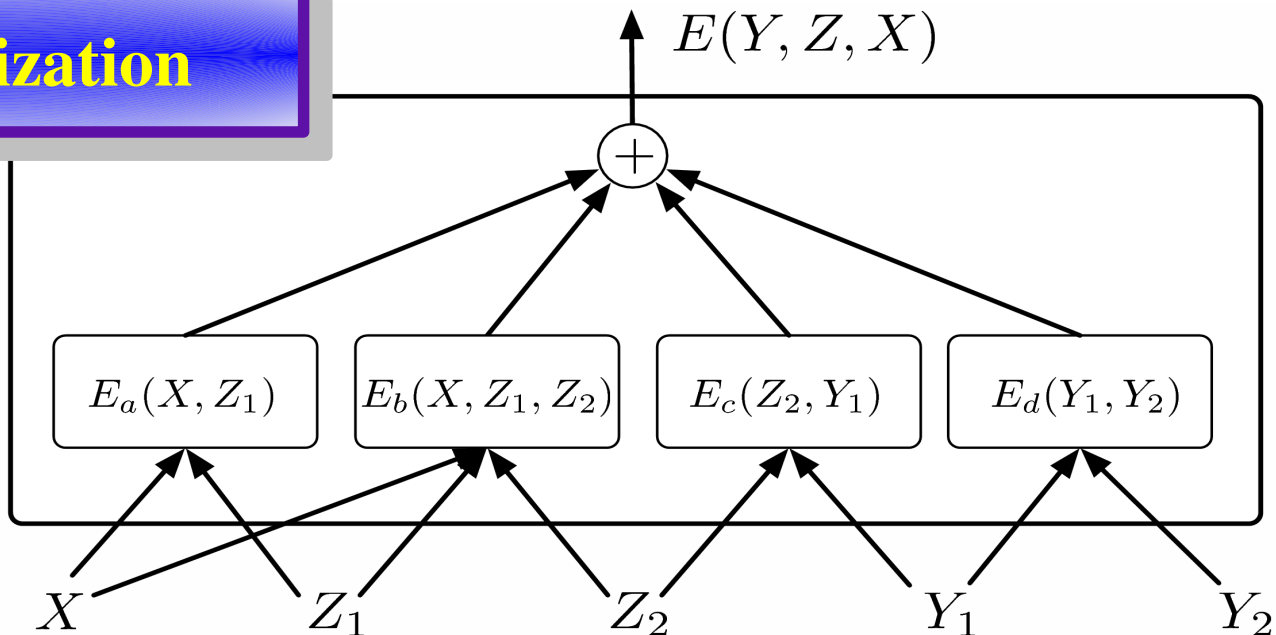 ization
E(Y, Z, X)
+
E_a(X, Z_1) E_b(X, Z_1, Z_2) E_c(Z_2, Y_1) E_d(Y_1, Y_2)
X Z_1 Z_2 Y_1 Y_2